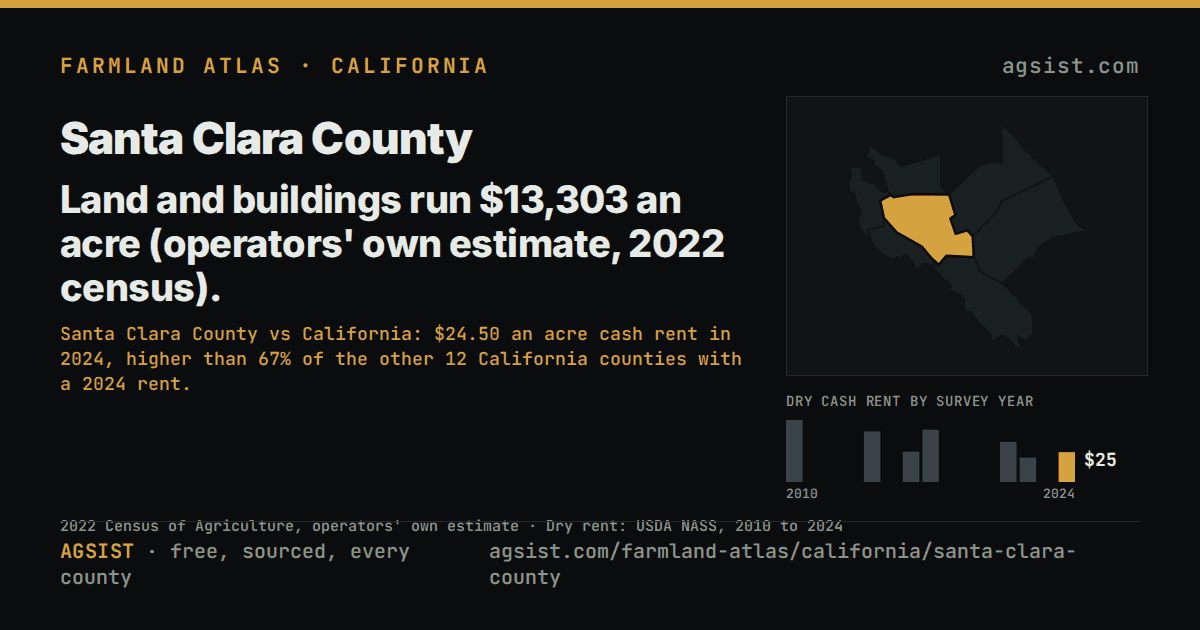 FARMLAND ATLAS · CALIFORNIA
agsist.com
Santa Clara County
Land and buildings run $13,303 an
acre (operators' own estimate, 2022
census).
Santa Clara County vs California: $24.50 an acre cash rent in
2024, higher than 67% of the other 12 California counties with
a 2024 rent.
DRY CASH RENT BY SURVEY YEAR
$25
2010
2024
2022 Census of Agriculture, operators' own estimate · Dry rent: USDA NASS, 2010 to 2024
AGSIST · free, sourced, every
county
agsist.com/farmland-atlas/california/santa-clara-
county